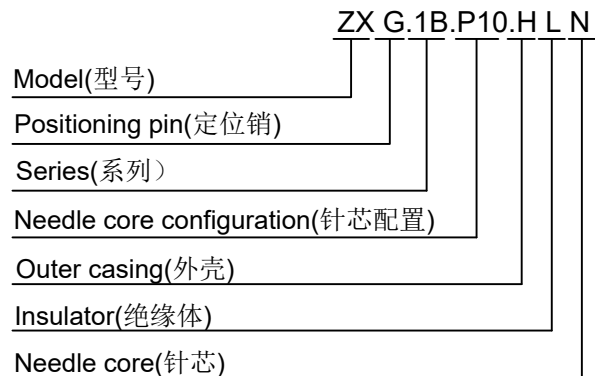 ZX G.1B.P10.H L N
Model(型号)
Positioning pin(定位销)
Series(系列）
Needle core configuration(针芯配置)
Outer casing(外壳)
Insulator(绝缘体)
Needle core(针芯)